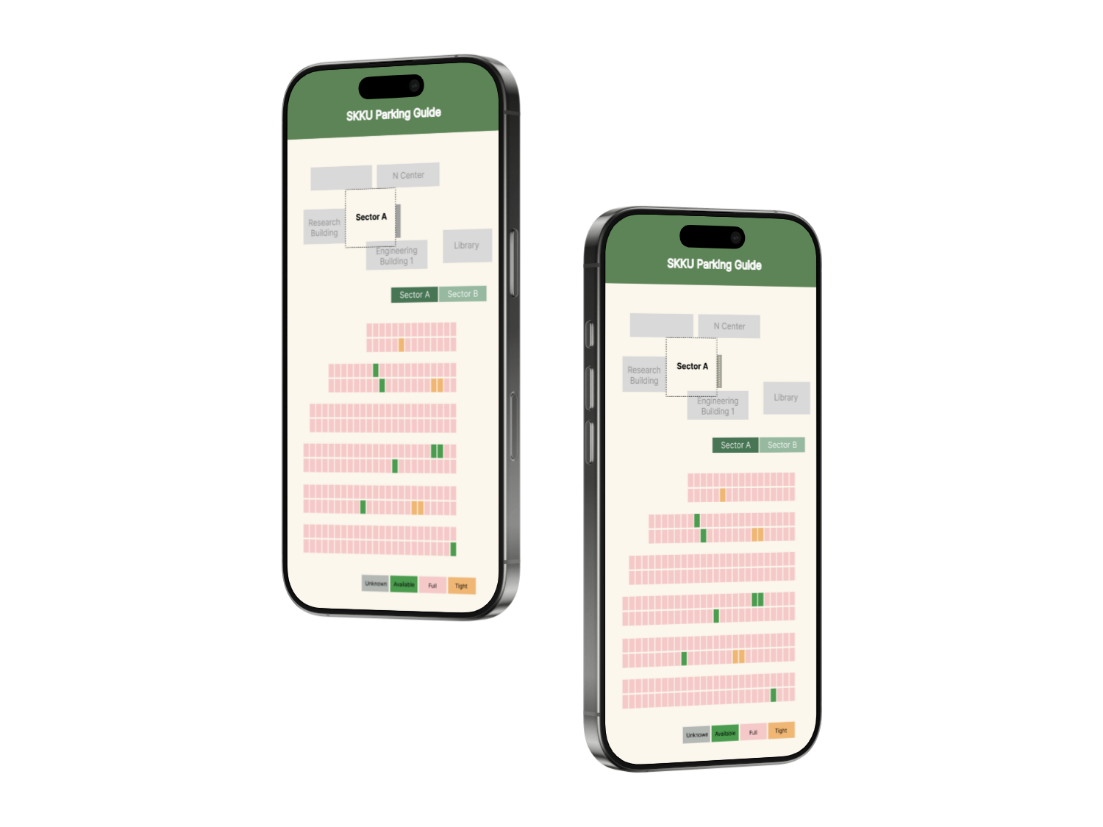 SKKU Parking Guide
N Center
Sector A
Research
Building
Engineering
Building 1
Library
Sector A
Sector B
Unknown
Available
Full
Tight
SKKU Parking Guide
N Center
Sector A
Research
Building
Engineering
Building 1
Library
Sector A
Sector B
Unknown
Available
Full
Tight